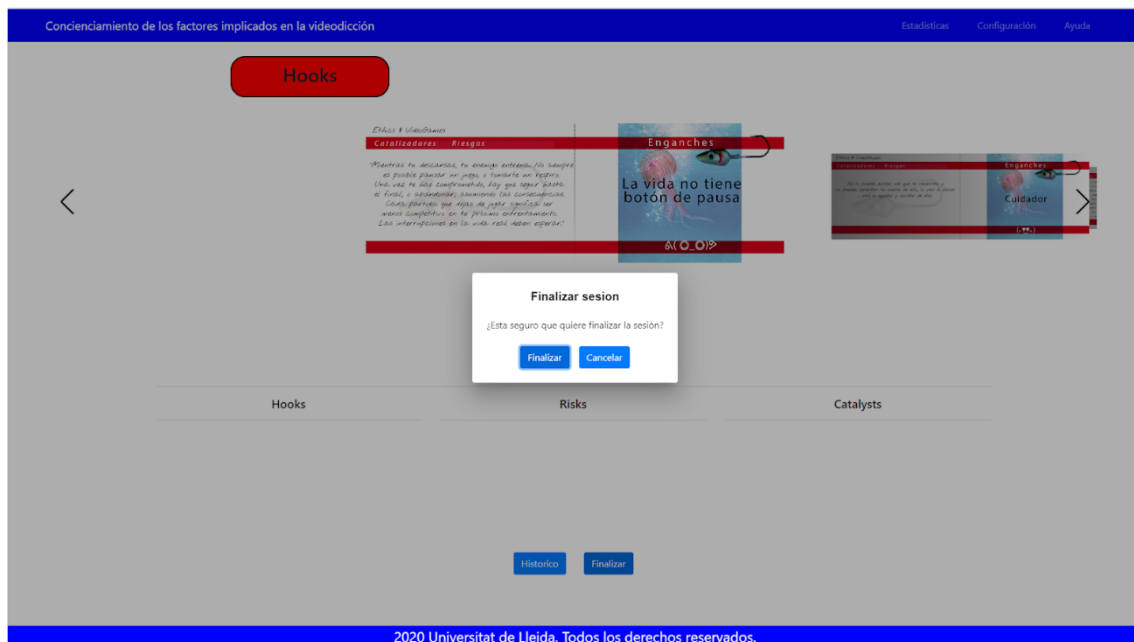 Concienciamiento de los factores implicados en la videodicción
Estadísticas Configuración Ayuda
Hooks
Ethics & VideoGames
Catalizadores Riesgos
Mientras tu descansas, tu enemigo entrena. No siempre
es posible pausar un juego, o tomarte un respiro.
Una vez te has comprometido, hay que seguir hasta
el final, o abandonar, asumiendo las consecuencias.
Cada partida que dejas de jugar significa ser
menos competitivo en tu próximo enfrentamiento.
Las interrupciones en la vida real deben esperar.
Enganches
La vida no tiene
botón de pausa
Ethics & VideoGames
Catalizadores Riesgos
Enganches
Cuidador
Finalizar sesion
¿Esta seguro que quiere finalizar la sesión?
Finalizar Cancelar
Hooks Risks Catalysts
Historico Finalizar
2020 Universitat de Lleida. Todos los derechos reservados.